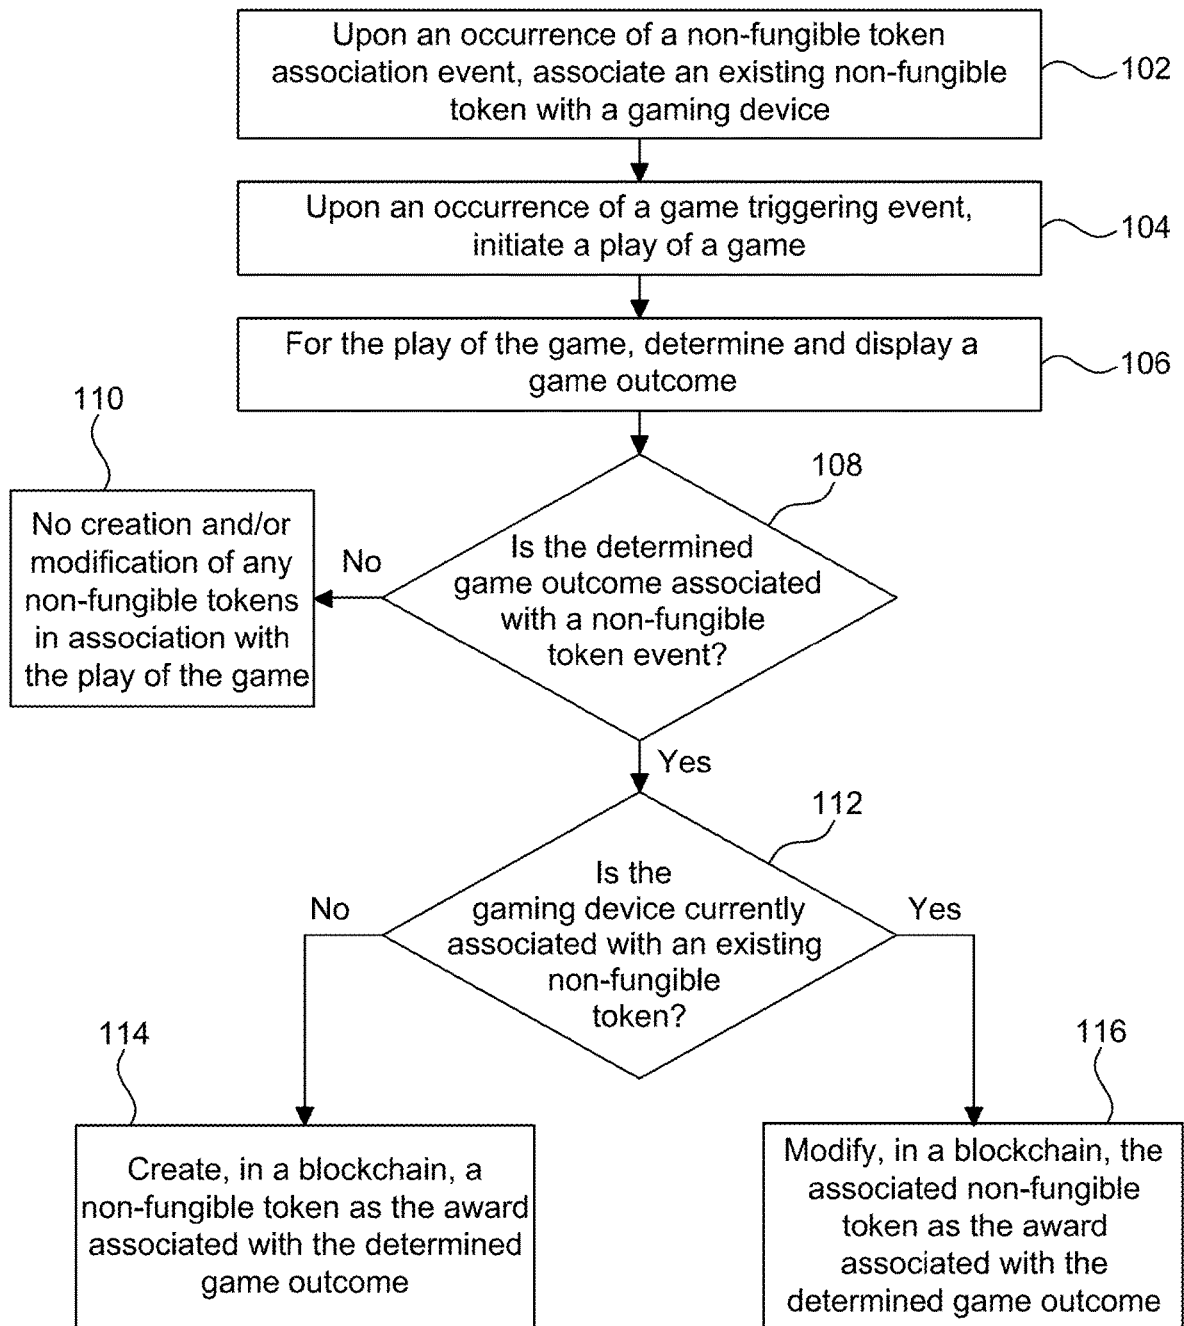 Upon an occurrence of a non-fungible token
association event, associate an existing non-fungible
token with a gaming device
102
Upon an occurrence of a game triggering event,
initiate a play of a game
104
For the play of the game, determine and display a
game outcome
106
110
108
No creation and/or
modification of any
non-fungible tokens
in association with
the play of the game
No
Is the determined
game outcome associated
with a non-fungible
token event?
Yes
112
Is the
gaming device currently
associated with an existing
non-fungible
token?
No
Yes
114
116
Create, in a blockchain, a
non-fungible token as the award
associated with the determined
game outcome
Modify, in a blockchain, the
associated non-fungible
token as the award
associated with the
determined game outcome